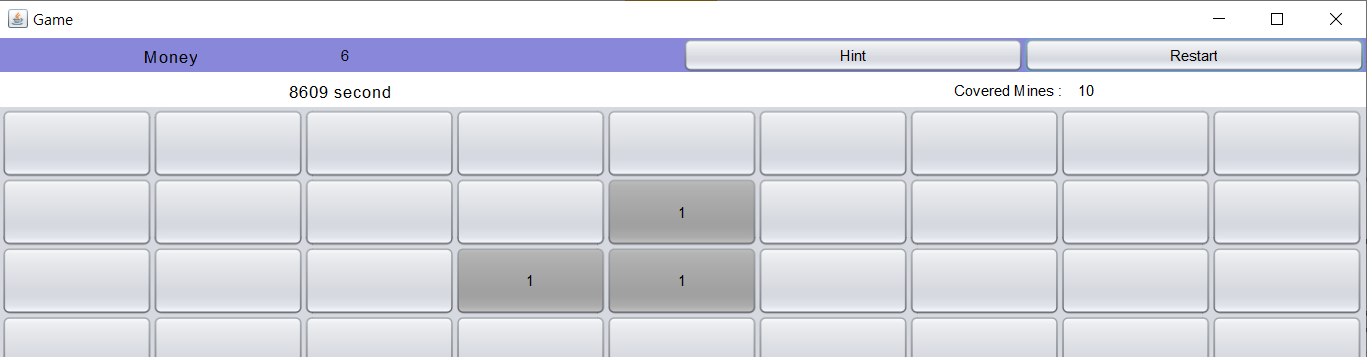 Game
Money 6 Hint Restart
8609 second Covered Mines : 10
1
1 1